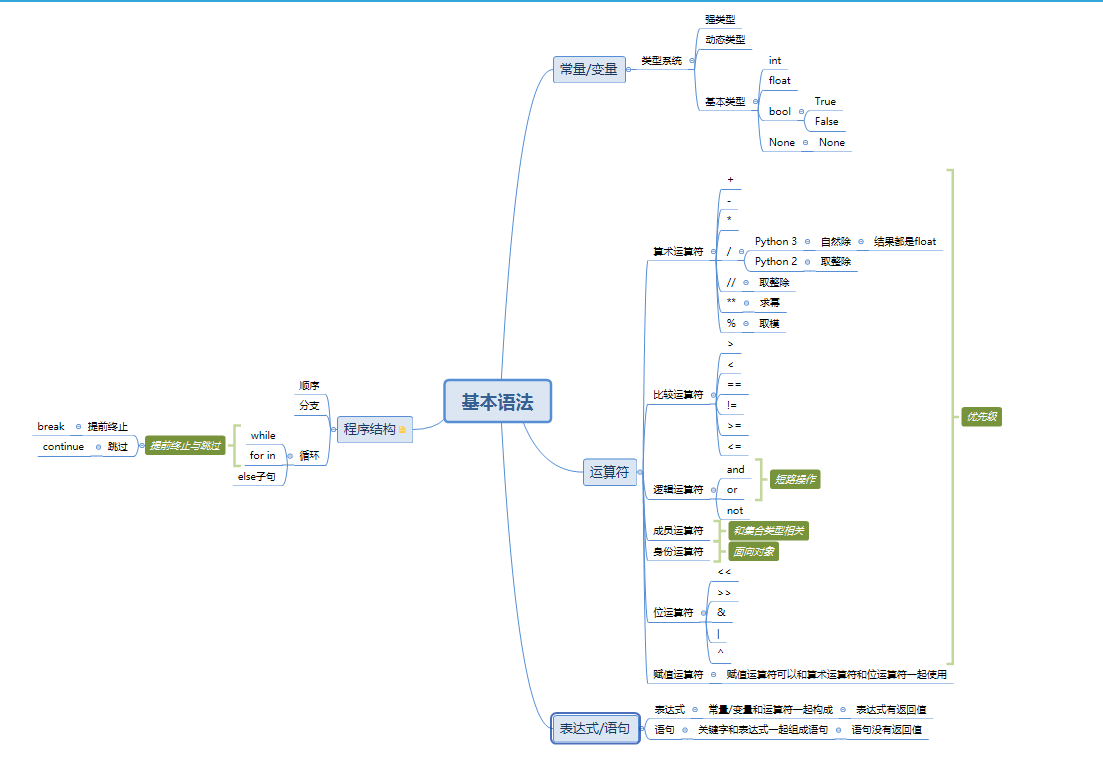 基本语法
常量/变量
类型系统
强类型
动态类型
基本类型
int
float
bool
True
False
None
None
运算符
算术运算符
+
-
*
/
Python 3
自然除
结果都是float
Python 2
取整除
//
取整除
**
求幂
%
取模
比较运算符
>
<
==
!=
>=
<=
逻辑运算符
and
or
not
短路操作
成员运算符
和集合类型相关
身份运算符
面向对象
位运算符
<<
>>
&
|
^
赋值运算符
赋值运算符可以和算术运算符和位运算符一起使用
优先级
表达式/语句
表达式
常量/变量和运算符一起构成
表达式有返回值
语句
关键字和表达式一起组成语句
语句没有返回值
程序结构
顺序
分支
循环
while
for in
else子句
提前终止与跳过
提前终止
break
跳过
continue